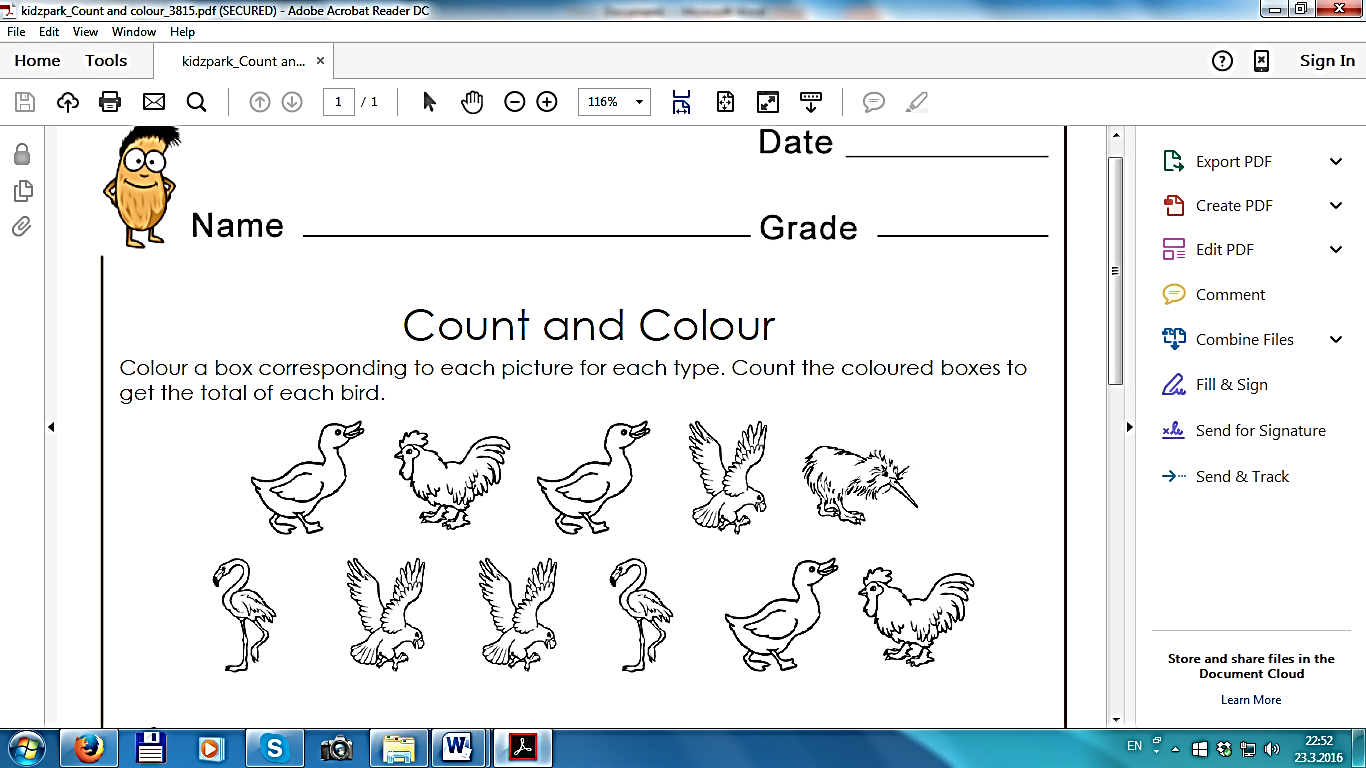 kidzpark_Count and colour_3815.pdf (SECURED) - Adobe Acrobat Reader DC
File Edit View Window Help
Home Tools kidzpark_Count an... × Sign In
1 / 1 116%
Date
Name Grade
Count and Colour
Colour a box corresponding to each picture for each type. Count the coloured boxes to
get the total of each bird.
Export PDF
Create PDF
Edit PDF
Comment
Combine Files
Fill & Sign
Send for Signature
Send & Track
Store and share files in the
Document Cloud
Learn More
EN 22:52
23.3.2016